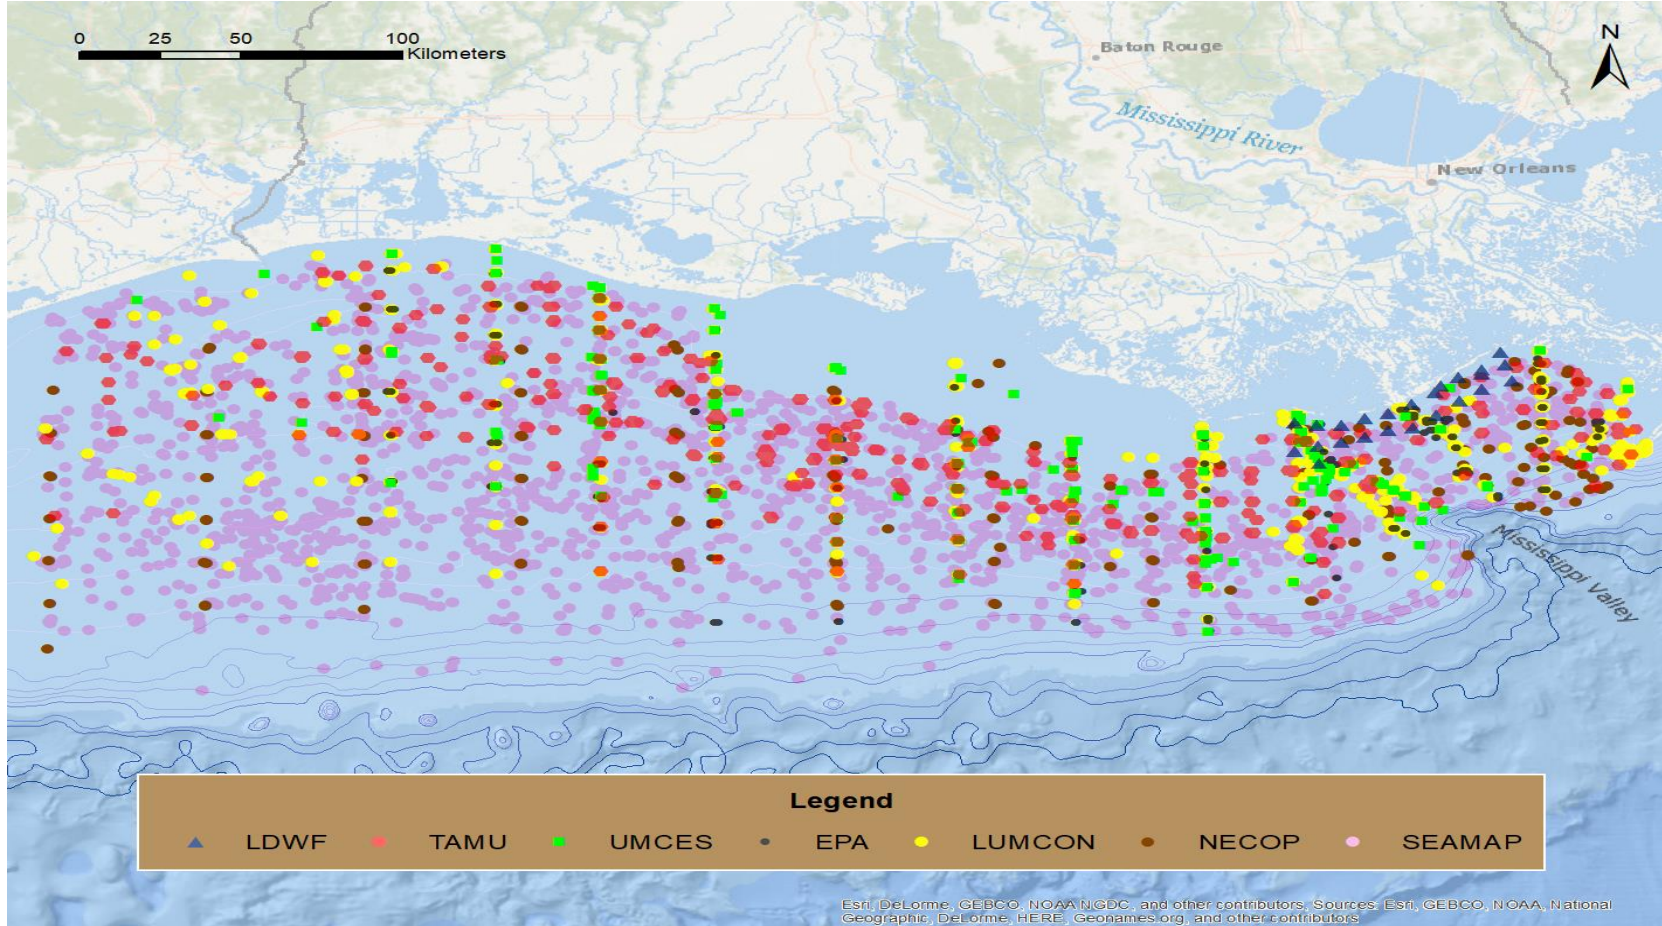 0 25 50 100
Kilometers
N
Baton Rouge
Mississippi River
New Orleans
Mississippi Valley
Legend
LDWF TAMU UMCES EPA LUMCON NECOP SEAMAP
Esri, DeLorme, GEBCO, NOAA NGDC, and other contributors, Sources: Esri, GEBCO, NOAA, National
Geographic, DeLorme, HERE, Geonames.org, and other contributors